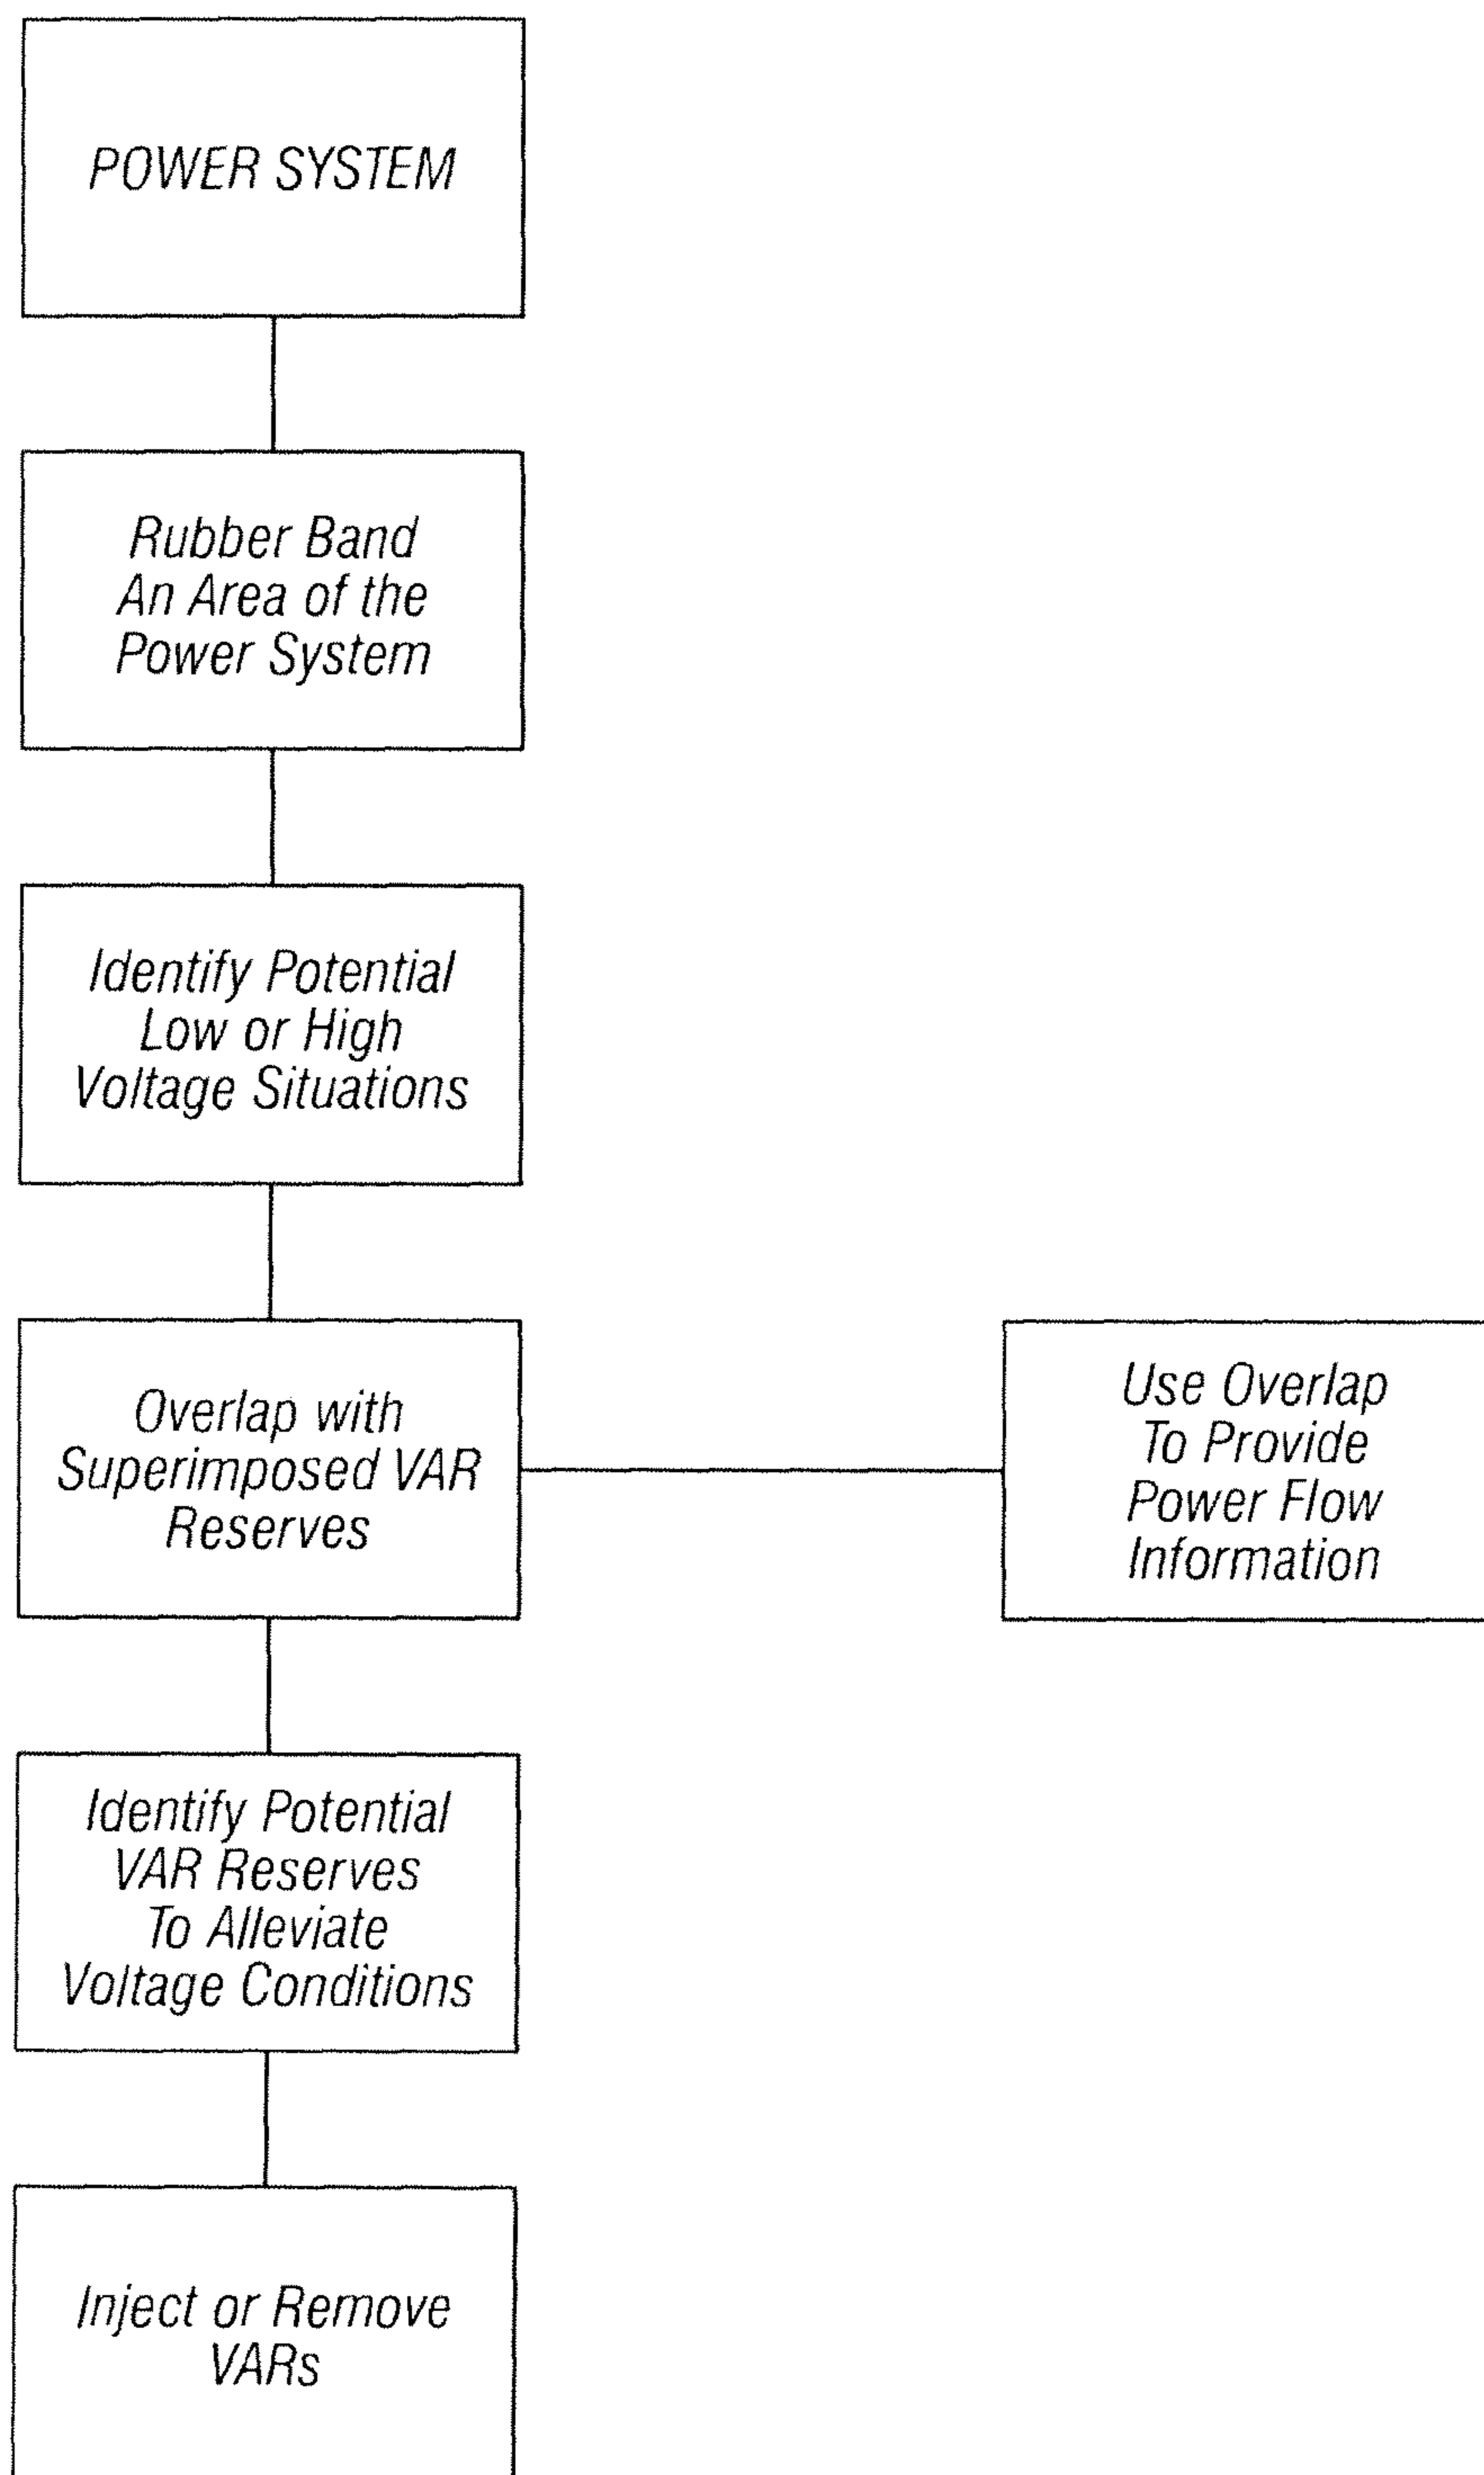 POWER SYSTEM
Rubber Band
An Area of the
Power System
Identify Potential
Low or High
Voltage Situations
Overlap with
Superimposed VAR
Reserves
Use Overlap
To Provide
Power Flow
Information
Identify Potential
VAR Reserves
To Alleviate
Voltage Conditions
Inject or Remove
VARs